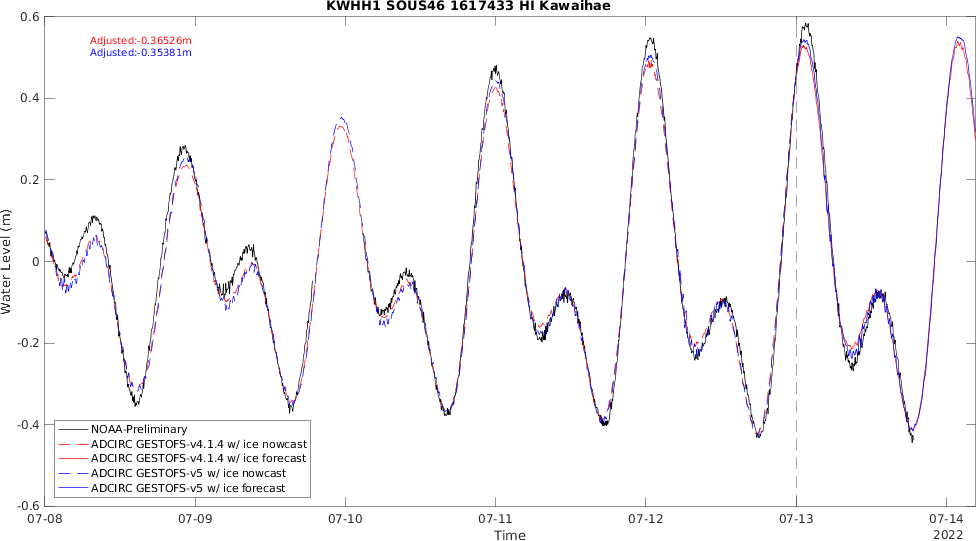 KWHH1 SOUS46 1617433 HI Kawaihae
Adjusted:-0.36526m
Adjusted:-0.35381m
0.6
0.4
0.2
0
-0.2
-0.4
-0.6
Water Level (m)
NOAA-Preliminary
ADCIRC GESTOFS-v4.1.4 w/ ice nowcast
ADCIRC GESTOFS-v4.1.4 w/ ice forecast
ADCIRC GESTOFS-v5 w/ ice nowcast
ADCIRC GESTOFS-v5 w/ ice forecast
07-08 07-09 07-10 07-11 07-12 07-13 07-14
Time
2022